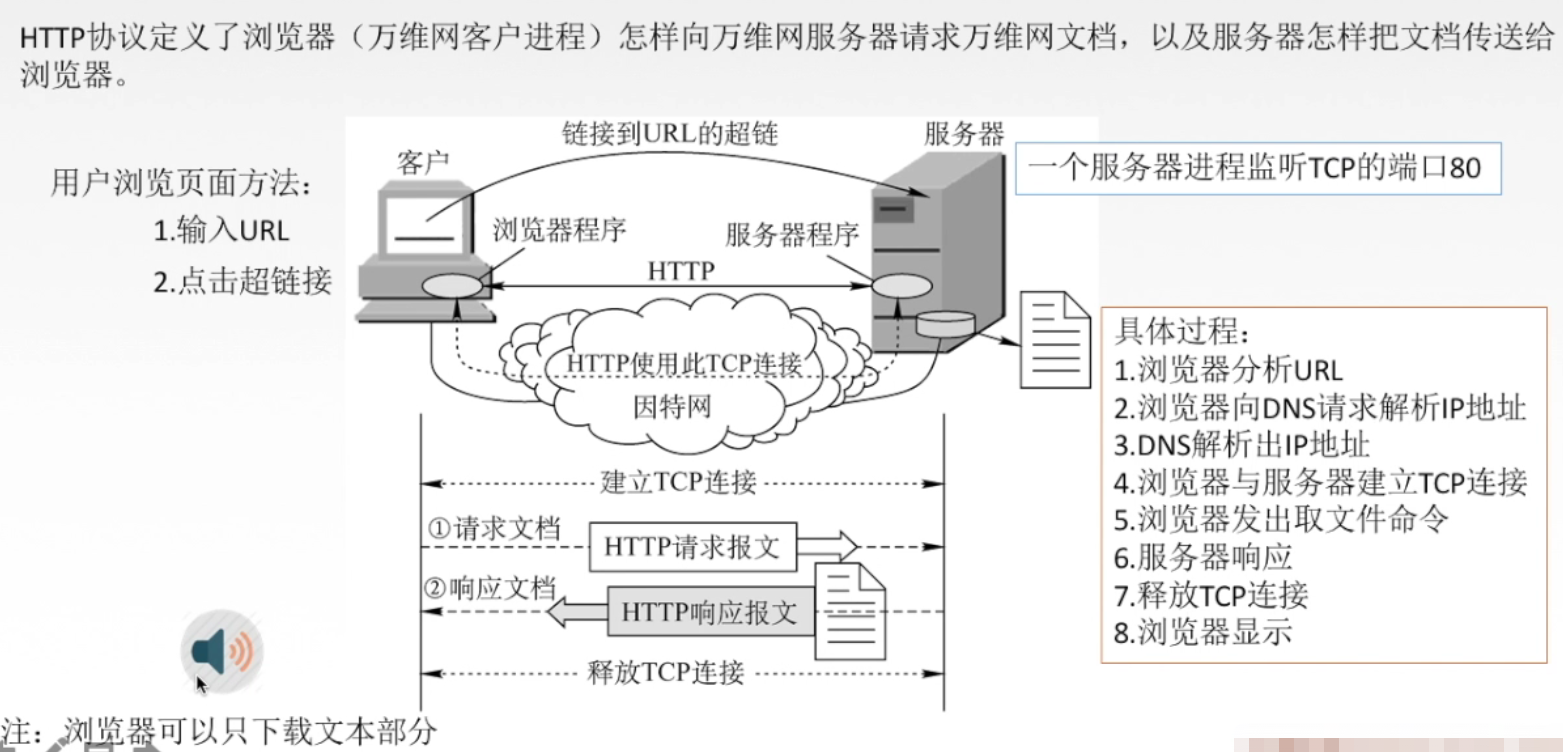 HTTP协议定义了浏览器（万维网客户进程）怎样向万维网服务器请求万维网文档，以及服务器怎样把文档传送给
浏览器。
用户浏览页面方法：
1.输入URL
2.点击超链接
链接到URL的超链
客户
服务器
浏览器程序
服务器程序
HTTP
HTTP使用此TCP连接
因特网
建立TCP连接
①请求文档
HTTP请求报文
②响应文档
HTTP响应报文
释放TCP连接
一个服务器进程监听TCP的端口80
具体过程：
1.浏览器分析URL
2.浏览器向DNS请求解析IP地址
3.DNS解析出IP地址
4.浏览器与服务器建立TCP连接
5.浏览器发出取文件命令
6.服务器响应
7.释放TCP连接
8.浏览器显示
注：浏览器可以只下载文本部分